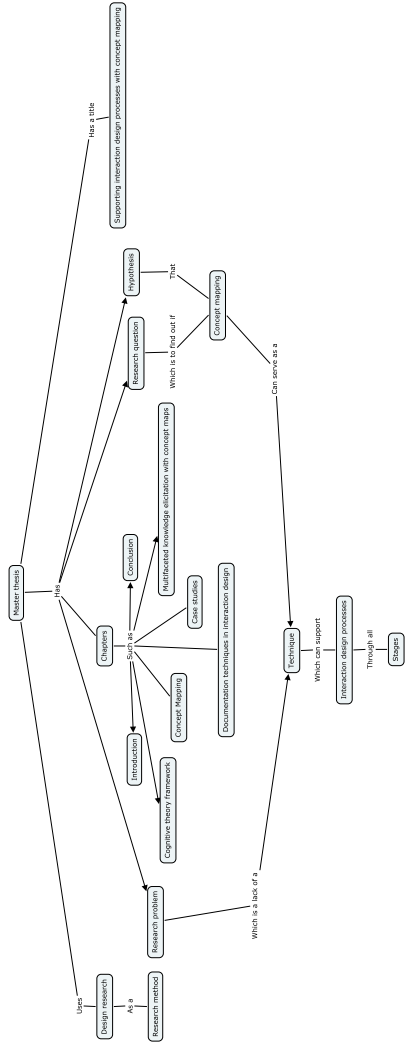 Master thesis
Uses
Has
Has a title
Design research
As a
Research method
Research problem
Chapters
Research question
Hypothesis
Supporting interaction design processes with concept mapping
Such as
Introduction
Conclusion
Cognitive theory framework
Concept Mapping
Documentation techniques in interaction design
Case studies
Multifaceted knowledge elicitation with concept maps
Which is to find out if
That
Concept mapping
Which is a lack of a
Can serve as a
Technique
Which can support
Interaction design processes
Through all
Stages